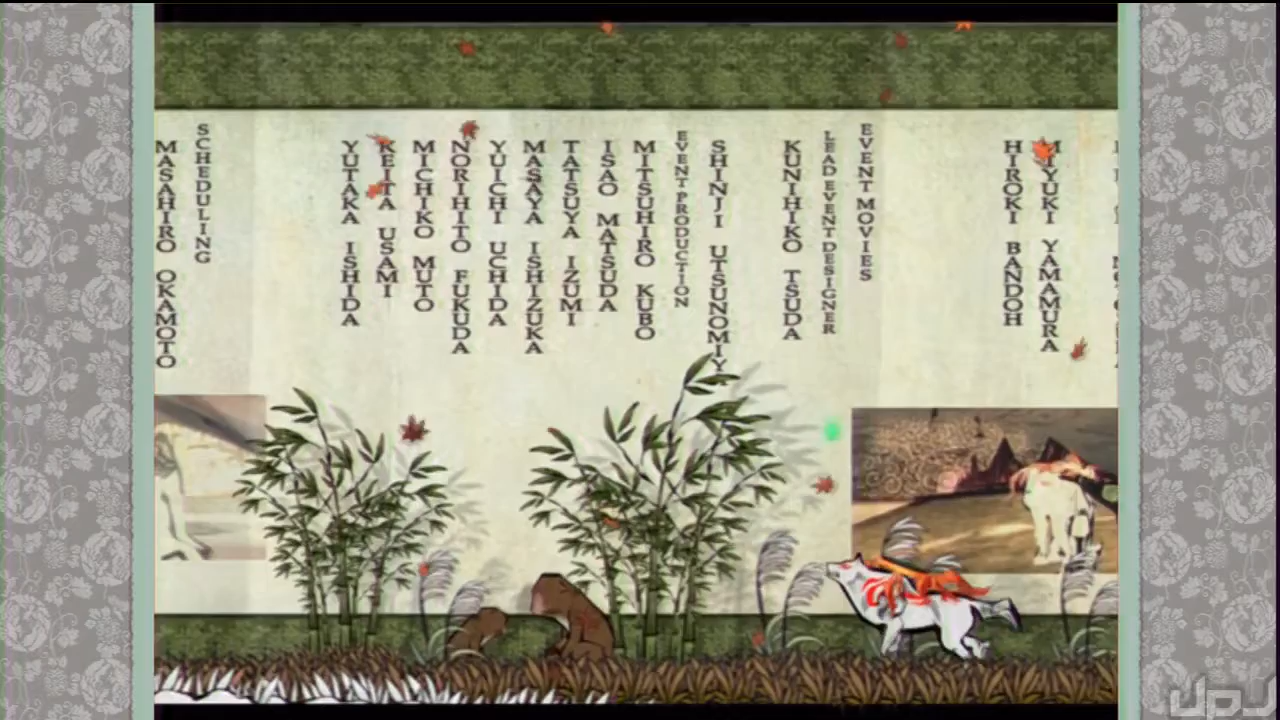 MIYUKI YAMAMURA
HIROKI BANDOH
EVENT MOVIES
LEAD EVENT DESIGNER
KUNIHIKO TSUDA
SHINJI UTSUNOMIY
EVENT PRODUCTION
MITSUHIRO KUBO
ISAO MATSUDA
TATSUYA IZUMI
MASAYA ISHIZUKA
YUICHI UCHIDA
NORIHITO FUKUDA
MICHIKO MUTO
KEITA USAMI
YUTAKA ISHIDA
SCHEDULING
MASAHIRO OKAMOTO